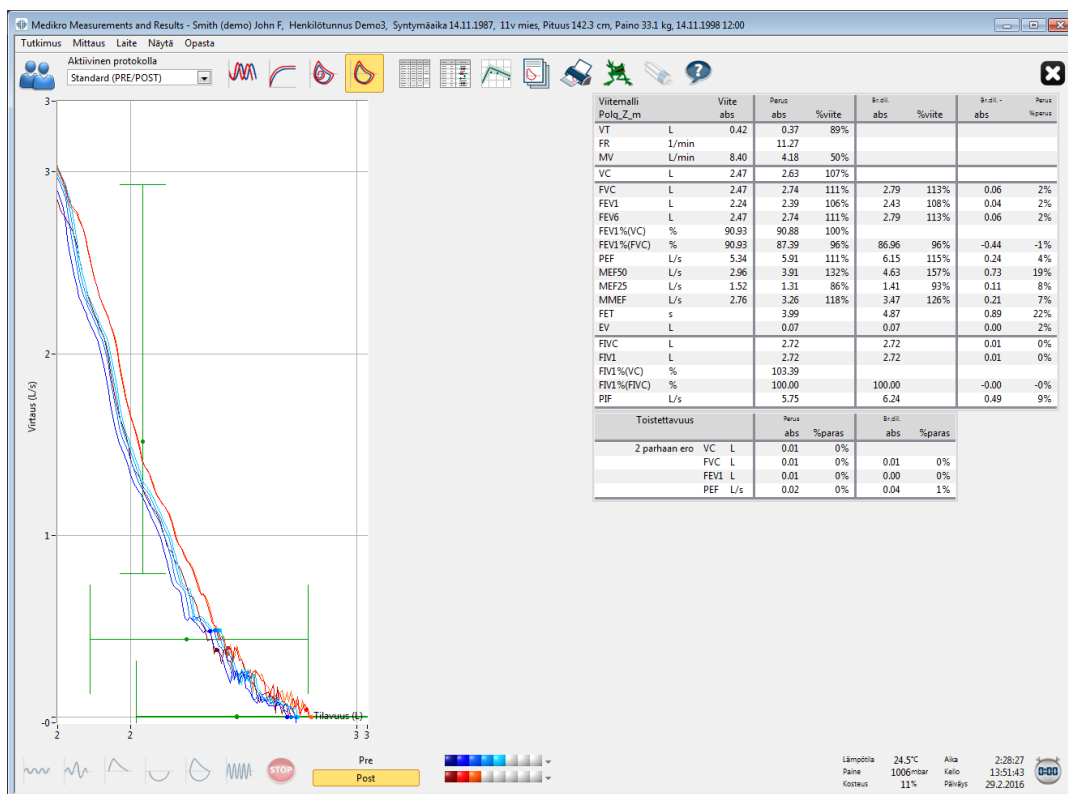 Medikro Measurements and Results - Smith (demo) John F, Henkilötunnus Demo3, Syntymäaika 14.11.1987, 11v mies, Pituus 142.3 cm, Paino 33.1 kg, 14.11.1998 12:00
Tutkimus Mittaus Laite Näytä Opasta
Aktiivinen protokolla
Standard (PRE/POST)
Viitemalli Viite Perus Br.dil. Br.dil. - Perus
Polg_Z_m abs abs %viite abs %viite abs %perus
VT L 0.42 0.37 89%
FR 1/min 11.27
MV L/min 8.40 4.18 50%
VC L 2.47 2.63 107%
FVC L 2.47 2.74 111% 2.79 113% 0.06 2%
FEV1 L 2.24 2.39 106% 2.43 108% 0.04 2%
FEV6 L 2.47 2.74 111% 2.79 113% 0.06 2%
FEV1%(VC) % 90.93 90.88 100%
FEV1%(FVC) % 90.93 87.39 96% 86.96 96% -0.44 -1%
PEF L/s 5.34 5.91 111% 6.15 115% 0.24 4%
MEF50 L/s 2.96 3.91 132% 4.63 157% 0.73 19%
MEF25 L/s 1.52 1.31 86% 1.41 93% 0.11 8%
MMEF L/s 2.76 3.26 118% 3.47 126% 0.21 7%
FET s 3.99 4.87 0.89 22%
EV L 0.07 0.07 0.00 2%
FIVC L 2.72 2.72 0.01 0%
FIV1 L 2.72 2.72 0.01 0%
FIV1%(VC) % 103.39
FIV1%(FIVC) % 100.00 100.00 -0.00 -0%
PIF L/s 5.75 6.24 0.49 9%
Toistettavuus Perus Br.dil.
abs %paras abs %paras
2 parhaan ero VC L 0.01 0%
FVC L 0.01 0% 0.01 0%
FEV1 L 0.01 0% 0.00 0%
PEF L/s 0.02 0% 0.04 1%
3
3
2
Virtaus (L/s)
1
-0
Tilavuus (L)
2 2 3 3
STOP
Pre
Post
Lämpötila 24.5°C Aika 2:28:27
Paine 1006mbar Kello 13:51:43
Kosteus 11% Päiväys 29.2.2016
0:00